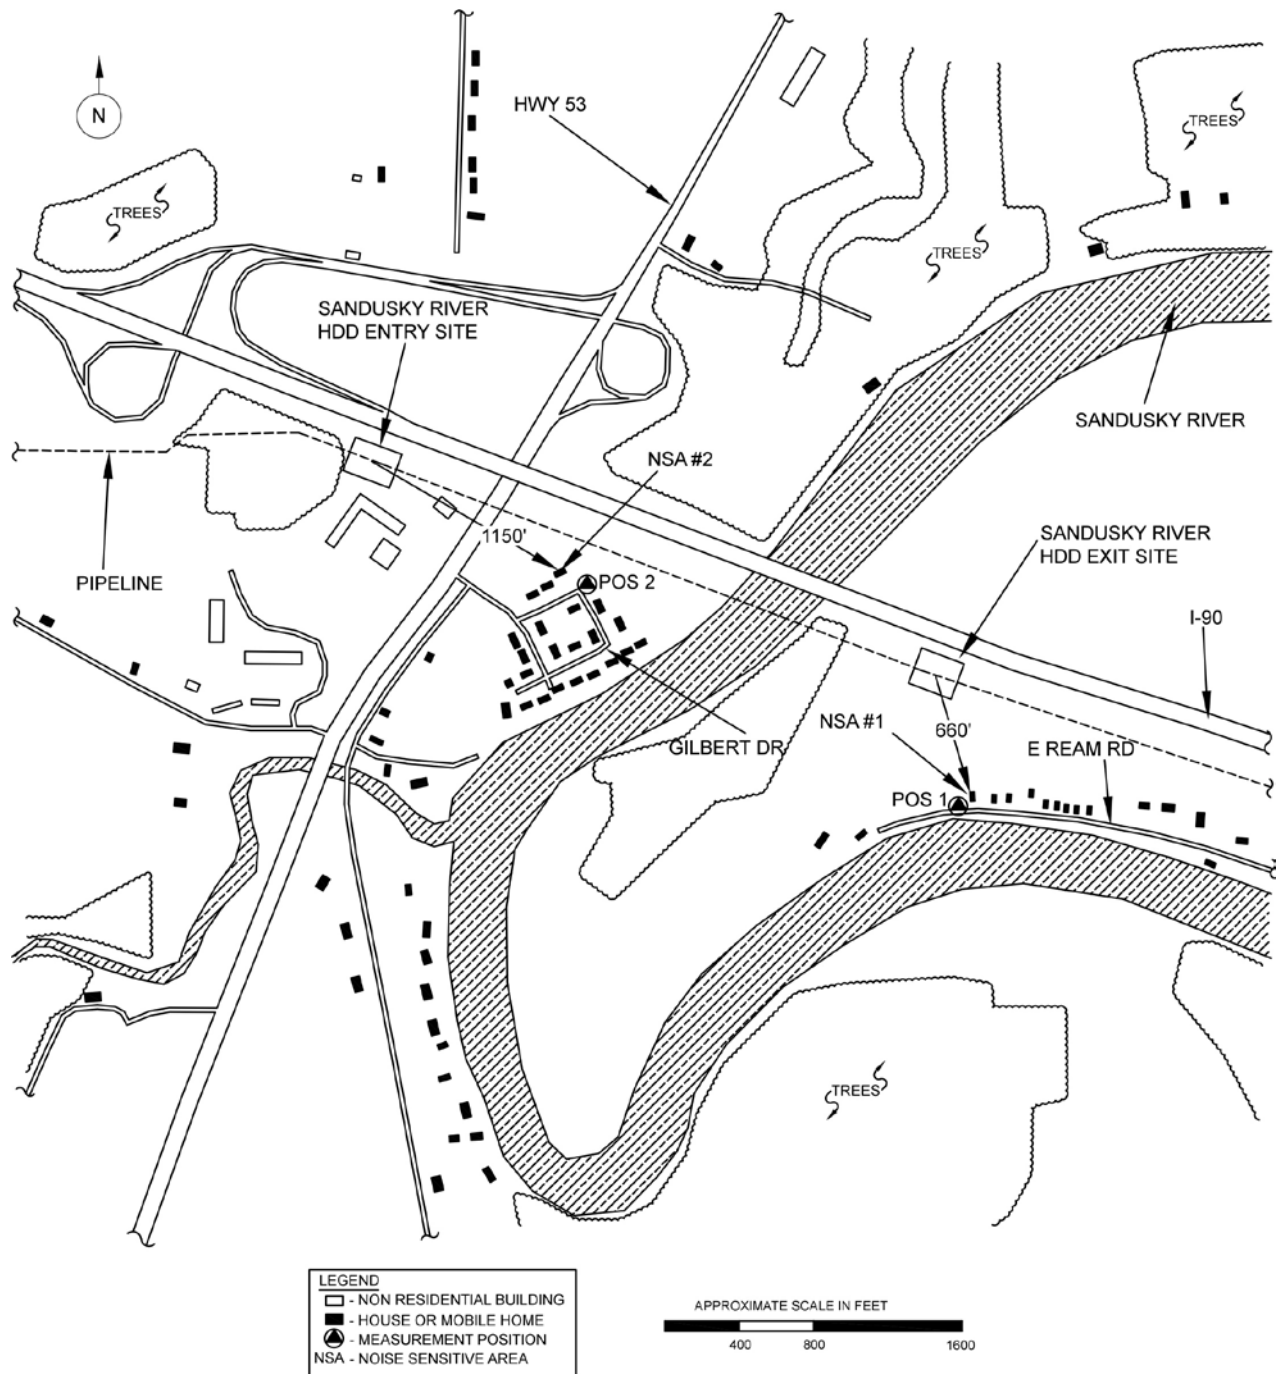 HWY 53
TREES
N
TREES
TREES
SANDUSKY RIVER
HDD ENTRY SITE
SANDUSKY RIVER
NSA #2
1150'
SANDUSKY RIVER
HDD EXIT SITE
PIPELINE
POS 2
I-90
NSA #1
660'
GILBERT DR
E REAM RD
POS 1
TREES
LEGEND
- NON RESIDENTIAL BUILDING
- HOUSE OR MOBILE HOME
- MEASUREMENT POSITION
NSA - NOISE SENSITIVE AREA
APPROXIMATE SCALE IN FEET
400 800 1600